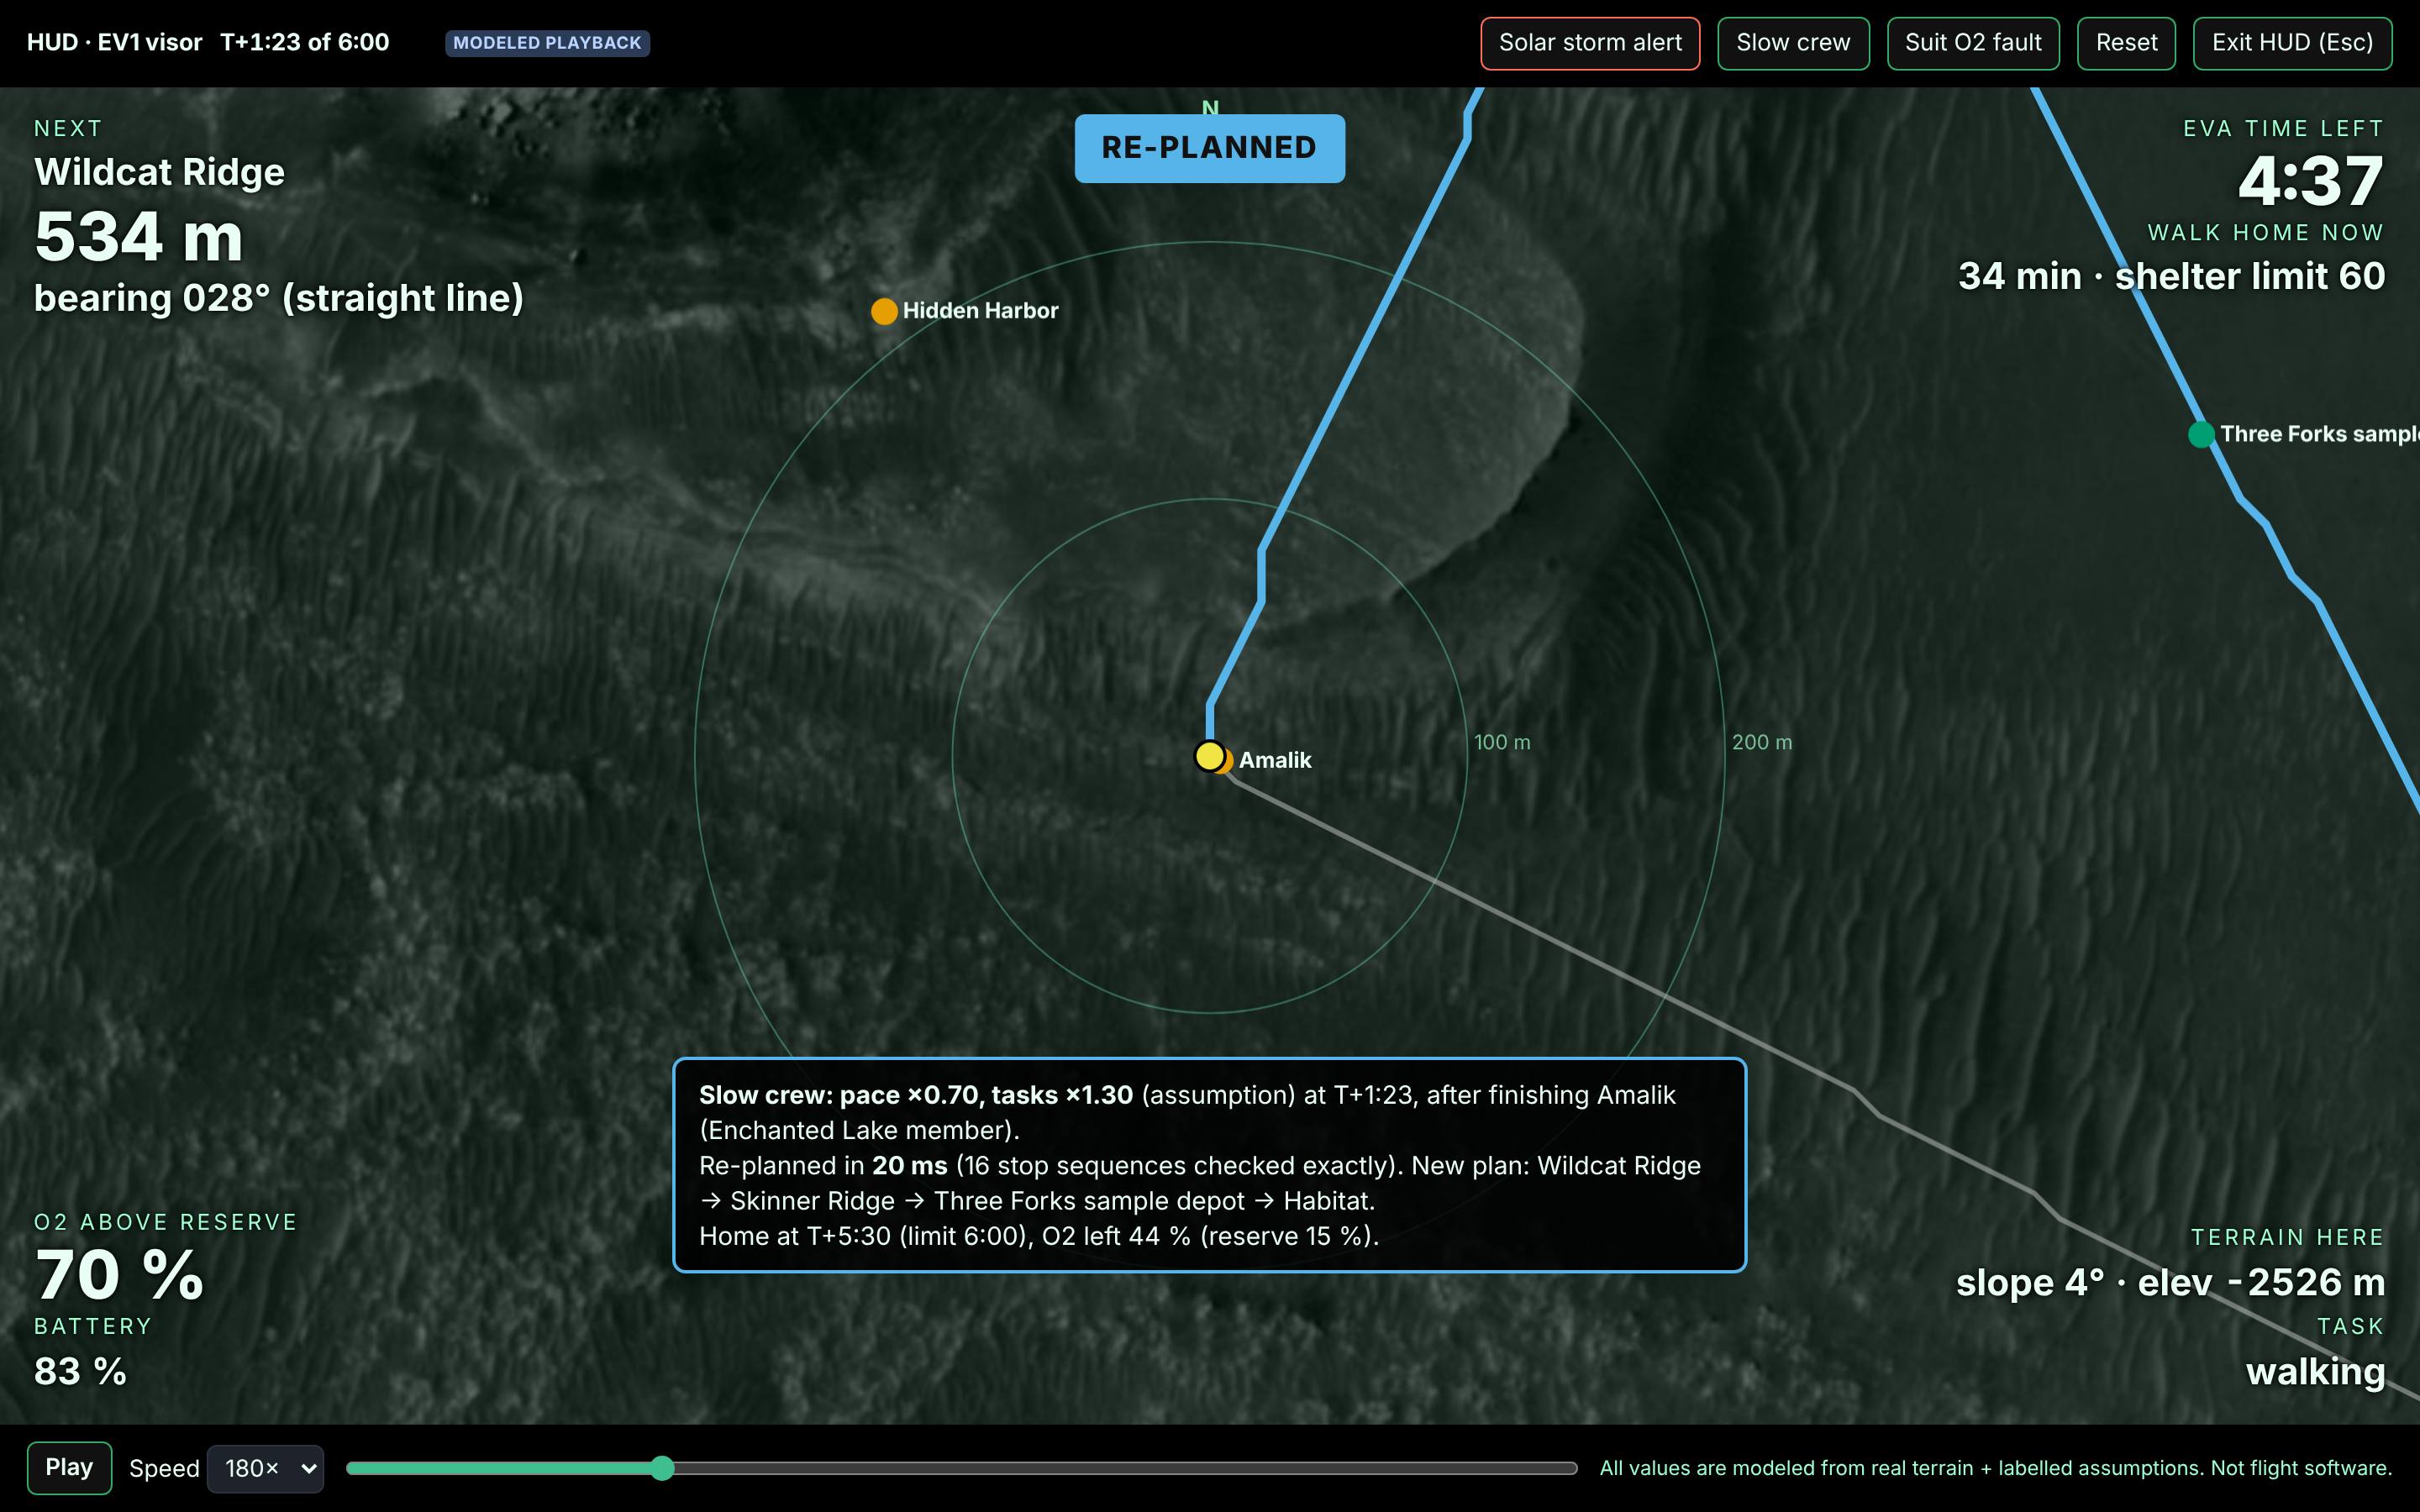 HUD · EV1 visor T+1:23 of 6:00
MODELED PLAYBACK
Solar storm alert
Slow crew
Suit O2 fault
Reset
Exit HUD (Esc)
NEXT
Wildcat Ridge
534 m
bearing 028° (straight line)
N
RE-PLANNED
EVA TIME LEFT
4:37
WALK HOME NOW
34 min · shelter limit 60
Hidden Harbor
Three Forks sample
Amalik
100 m
200 m
Slow crew: pace ×0.70, tasks ×1.30 (assumption) at T+1:23, after finishing Amalik
(Enchanted Lake member).
Re-planned in 20 ms (16 stop sequences checked exactly). New plan: Wildcat Ridge
→ Skinner Ridge → Three Forks sample depot → Habitat.
Home at T+5:30 (limit 6:00), O2 left 44 % (reserve 15 %).
O2 ABOVE RESERVE
70 %
BATTERY
83 %
TERRAIN HERE
slope 4° · elev -2526 m
TASK
walking
Play
Speed
180×
All values are modeled from real terrain + labelled assumptions. Not flight software.